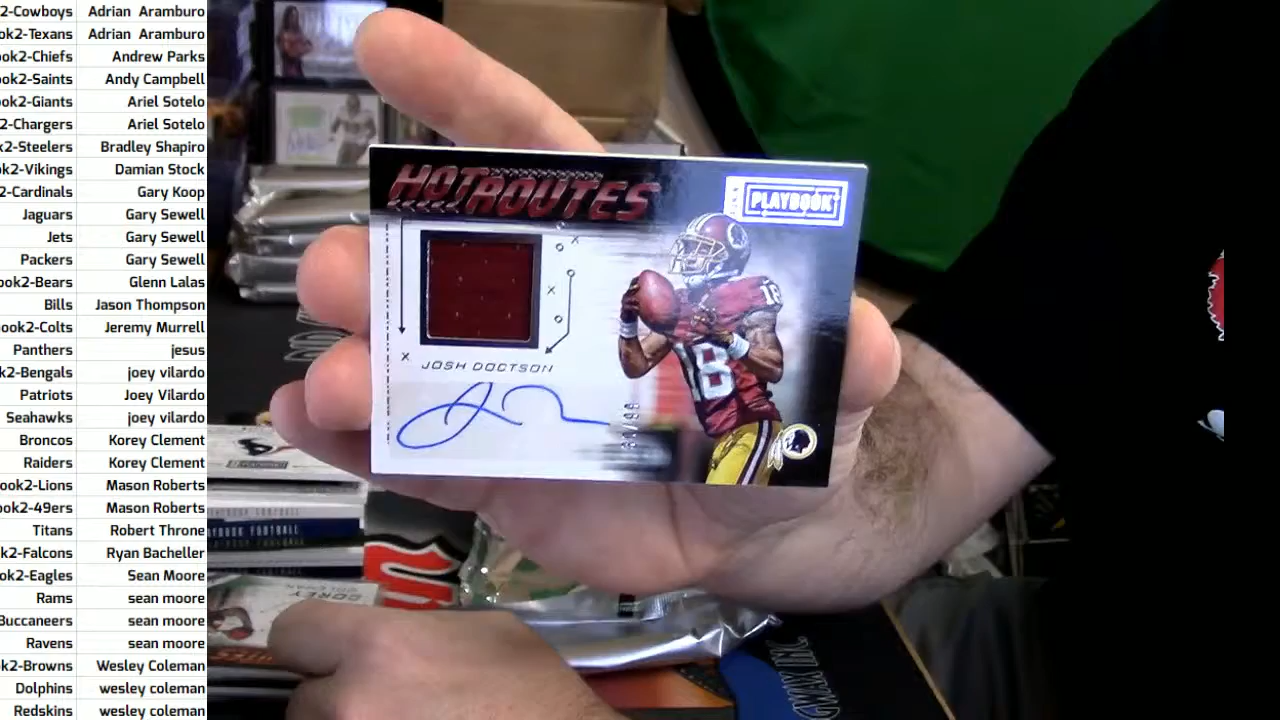 2-Cowboys Adrian Aramburo
ok2-Texans Adrian Aramburo
ok2-Chiefs Andrew Parks
ok2-Saints Andy Campbell
ok2-Giants Ariel Sotelo
2-Chargers Ariel Sotelo
2-Steelers Bradley Shapiro
2-Vikings Damian Stock
2-Cardinals Gary Koop
Jaguars Gary Sewell
Jets Gary Sewell
Packers Gary Sewell
ok2-Bears Glenn Lalas
Bills Jason Thompson
ook2-Colts Jeremy Murrell
Panthers jesus
k2-Bengals joey vilardo
Patriots Joey Vilardo
Seahawks joey vilardo
Broncos Korey Clement
Raiders Korey Clement
ook2-Lions Mason Roberts
ok2-49ers Mason Roberts
Titans Robert Throne
k2-Falcons Ryan Bacheller
ok2-Eagles Sean Moore
Rams sean moore
Buccaneers sean moore
Ravens sean moore
k2-Browns Wesley Coleman
Dolphins wesley coleman
Redskins wesley coleman
HOT ROUTES
PLAYBOOK
18
18
JOSH DOCTSON
COREY